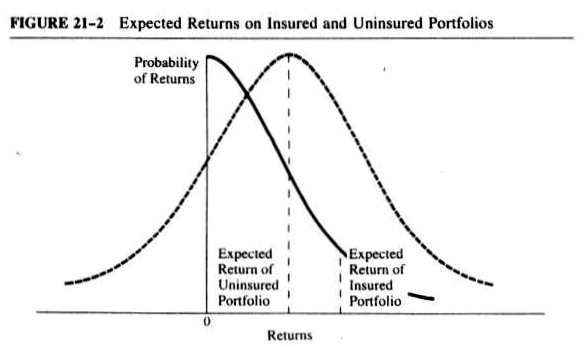 FIGURE 21-2 Expected Returns on Insured and Uninsured Portfolios
Probability
of Returns
Expected
Return of
Uninsured
Portfolio
Expected
Return of
Insured
Portfolio
0
Returns